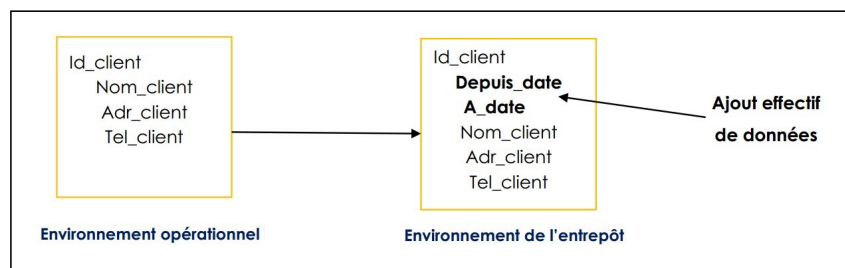 Id_client
Nom_client
Adr_client
Tel_client
Environnement opérationnel
Id_client
Depuis_date
A_date
Nom_client
Adr_client
Tel_client
Environnement de l'entrepôt
Ajout effectif
de données